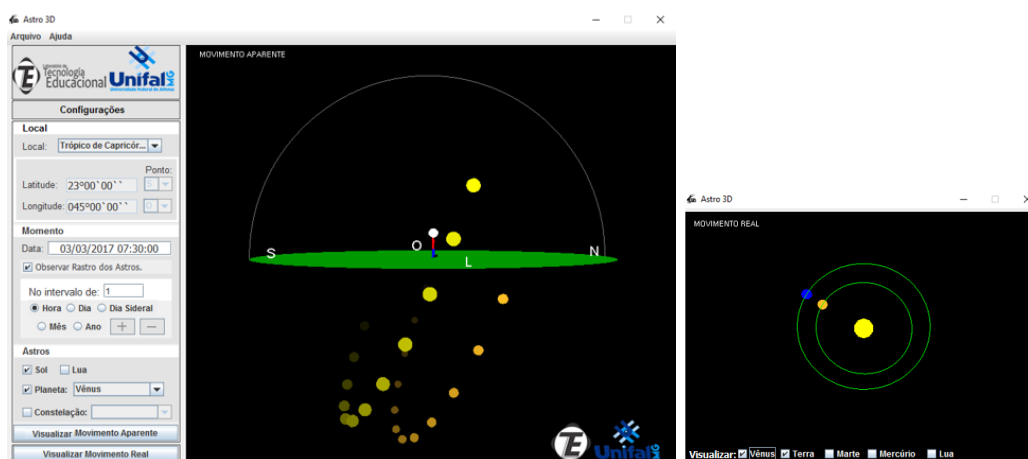 Astro 3D
Arquivo Ajuda
Laboratório de
Tecnologia
Educacional
Unifal MG
Universidade Federal de Alfenas
Configurações
Local
Local: Trópico de Capricór...
Ponto:
Latitude: 23º00`00`` S
Longitude: 045º00`00`` O
Momento
Data: 03/03/2017 07:30:00
Observar Rastro dos Astros.
No intervalo de: 1
Hora Dia Dia Sideral
Mês Ano + −
Astros
Sol Lua
Planeta: Vênus
Constelação:
Visualizar Movimento Aparente
Visualizar Movimento Real
MOVIMENTO APARENTE
S O L N
TE Unifal MG
Astro 3D
MOVIMENTO REAL
Visualizar: Vênus Terra Marte Mercúrio Lua